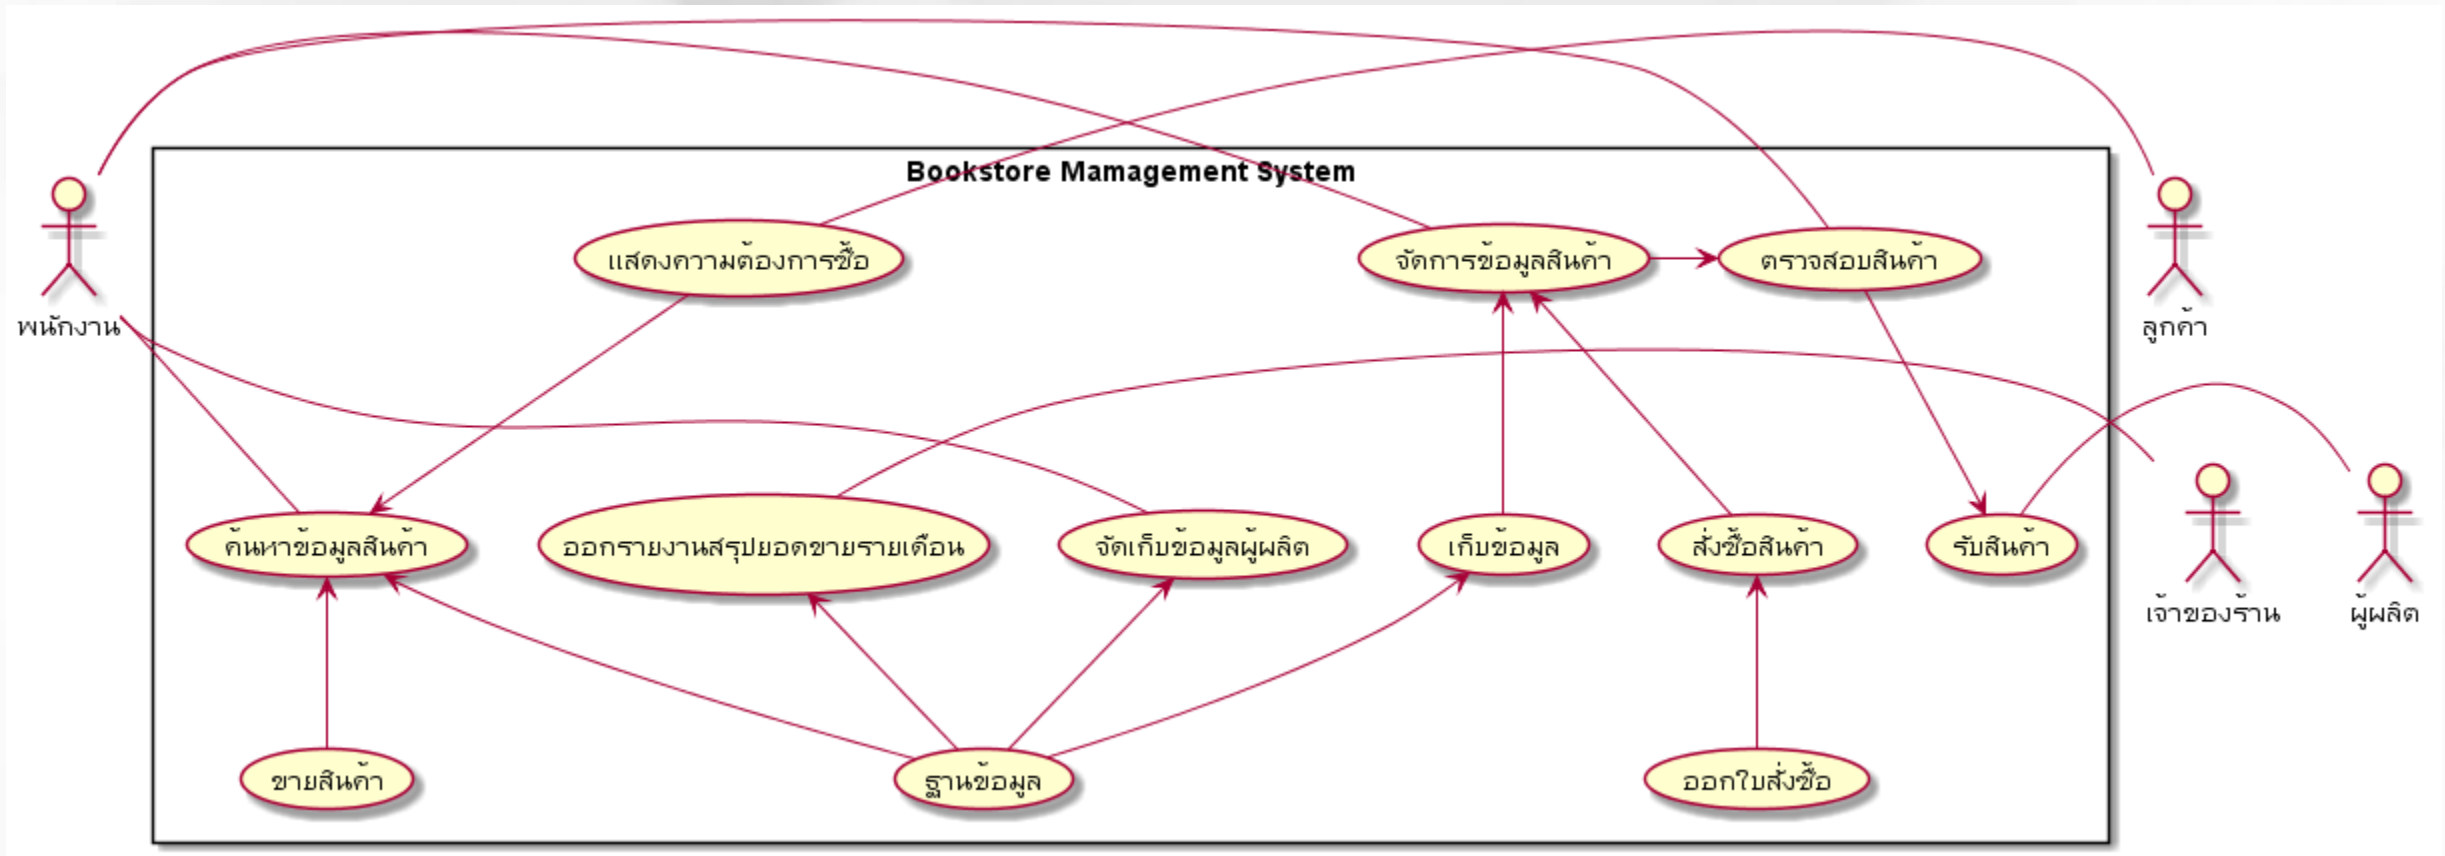 Bookstore Mamagement System
พนักงาน
แสดงความต้องการซื้อ
จัดการข้อมูลสินค้า
ตรวจสอบสินค้า
ลูกค้า
ค้นหาข้อมูลสินค้า
ออกรายงานสรุปยอดขายรายเดือน
จัดเก็บข้อมูลผู้ผลิต
เก็บข้อมูล
สั่งซื้อสินค้า
รับสินค้า
เจ้าของร้าน
ผู้ผลิต
ขายสินค้า
ฐานข้อมูล
ออกใบสั่งซื้อ